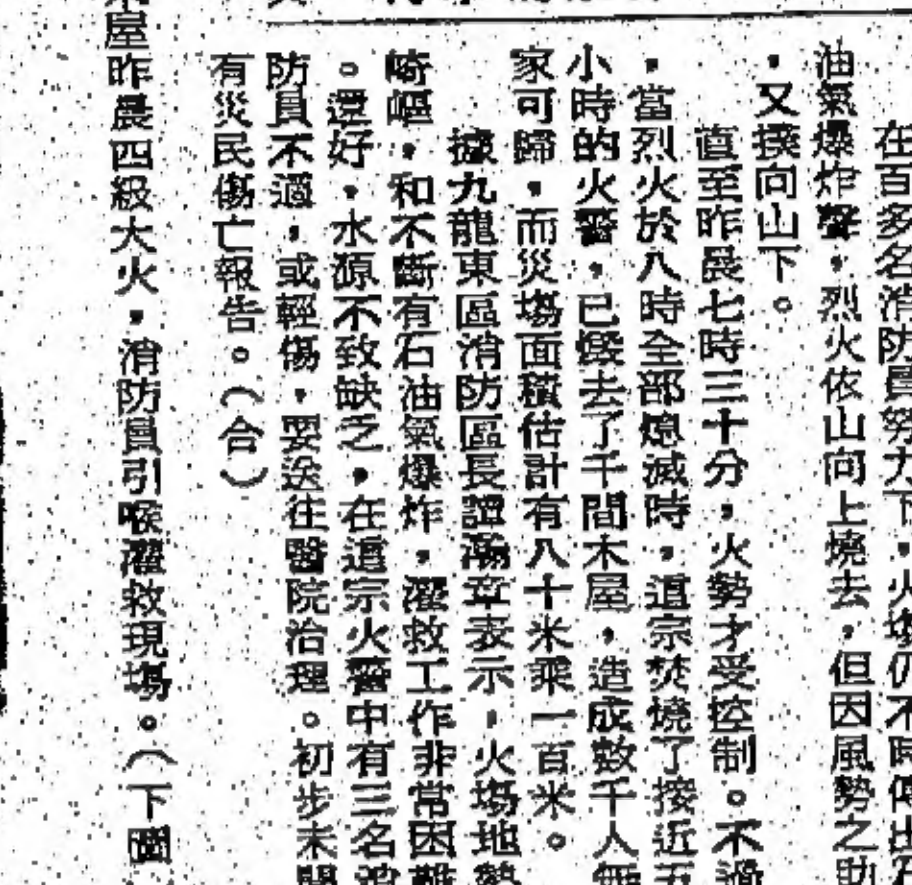 在百多名消防員努力下，火場仍不時傳出石
油氣爆炸聲，烈火依山向上燒去，但因風勢之助
，又撲向山下。
直至昨晨七時三十分，火勢才受控制。不過
，當烈火於八時全部熄滅時，這宗焚燒了接近五
小時的火警，已燬去了千間木屋，造成數千人無
家可歸，而災場面積估計有八十米乘一百米。
據九龍東區消防區長譚滿章表示，火場地勢
崎嶇，和不斷有石油氣爆炸，灌救工作非常困難
。還好，水源不致缺乏，在這宗火警中有三名消
防員不適，或輕傷，要送往醫院治理。初步未聞
有災民傷亡報告。（合）
屋昨晨四級大火，消防員引喉灌救現場。（下圖